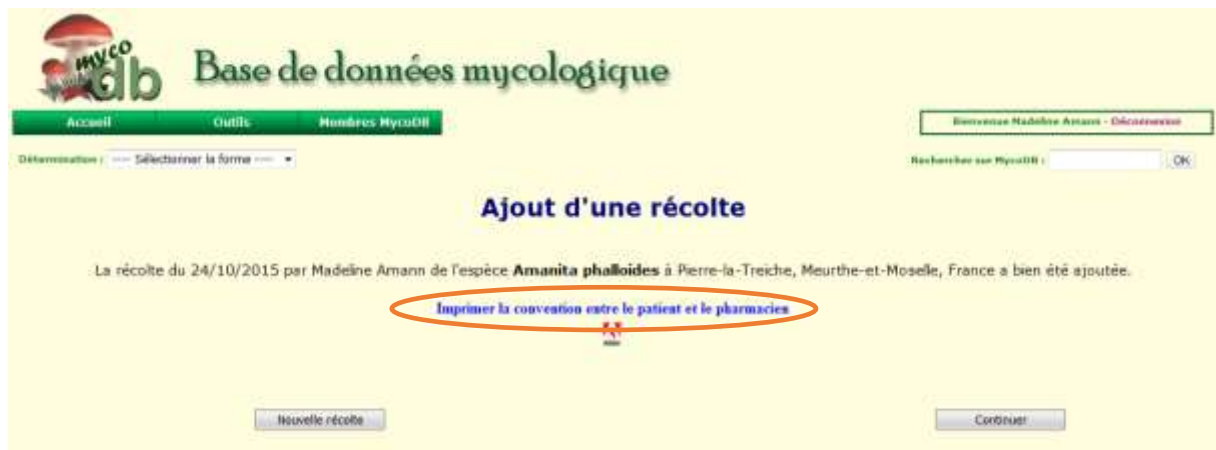 myco
db
Base de données mycologique
Accueil Outils Membres MycoDB
Bienvenue Madeline Amann - Déconnexion
Détermination : --- Sélectionner la forme ---
Rechercher sur MycoDB : OK
Ajout d'une récolte
La récolte du 24/10/2015 par Madeline Amann de l'espèce Amanita phalloides à Pierre-la-Treiche, Meurthe-et-Moselle, France a bien été ajoutée.
Imprimer la convention entre le patient et le pharmacien
Nouvelle récolte
Continuer